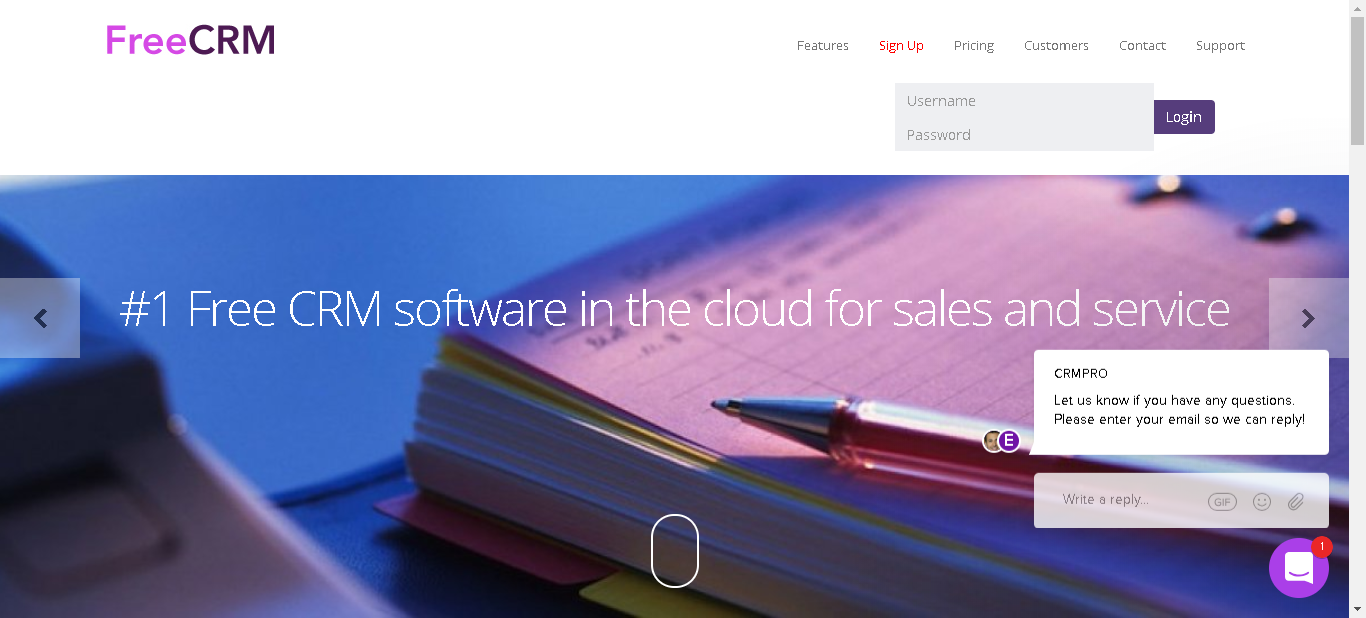 FreeCRM
Features Sign Up Pricing Customers Contact Support
Username
Login
Password
#1 Free CRM software in the cloud for sales and service
CRMPRO
Let us know if you have any questions.
Please enter your email so we can reply!
E
Write a reply...
GIF
1